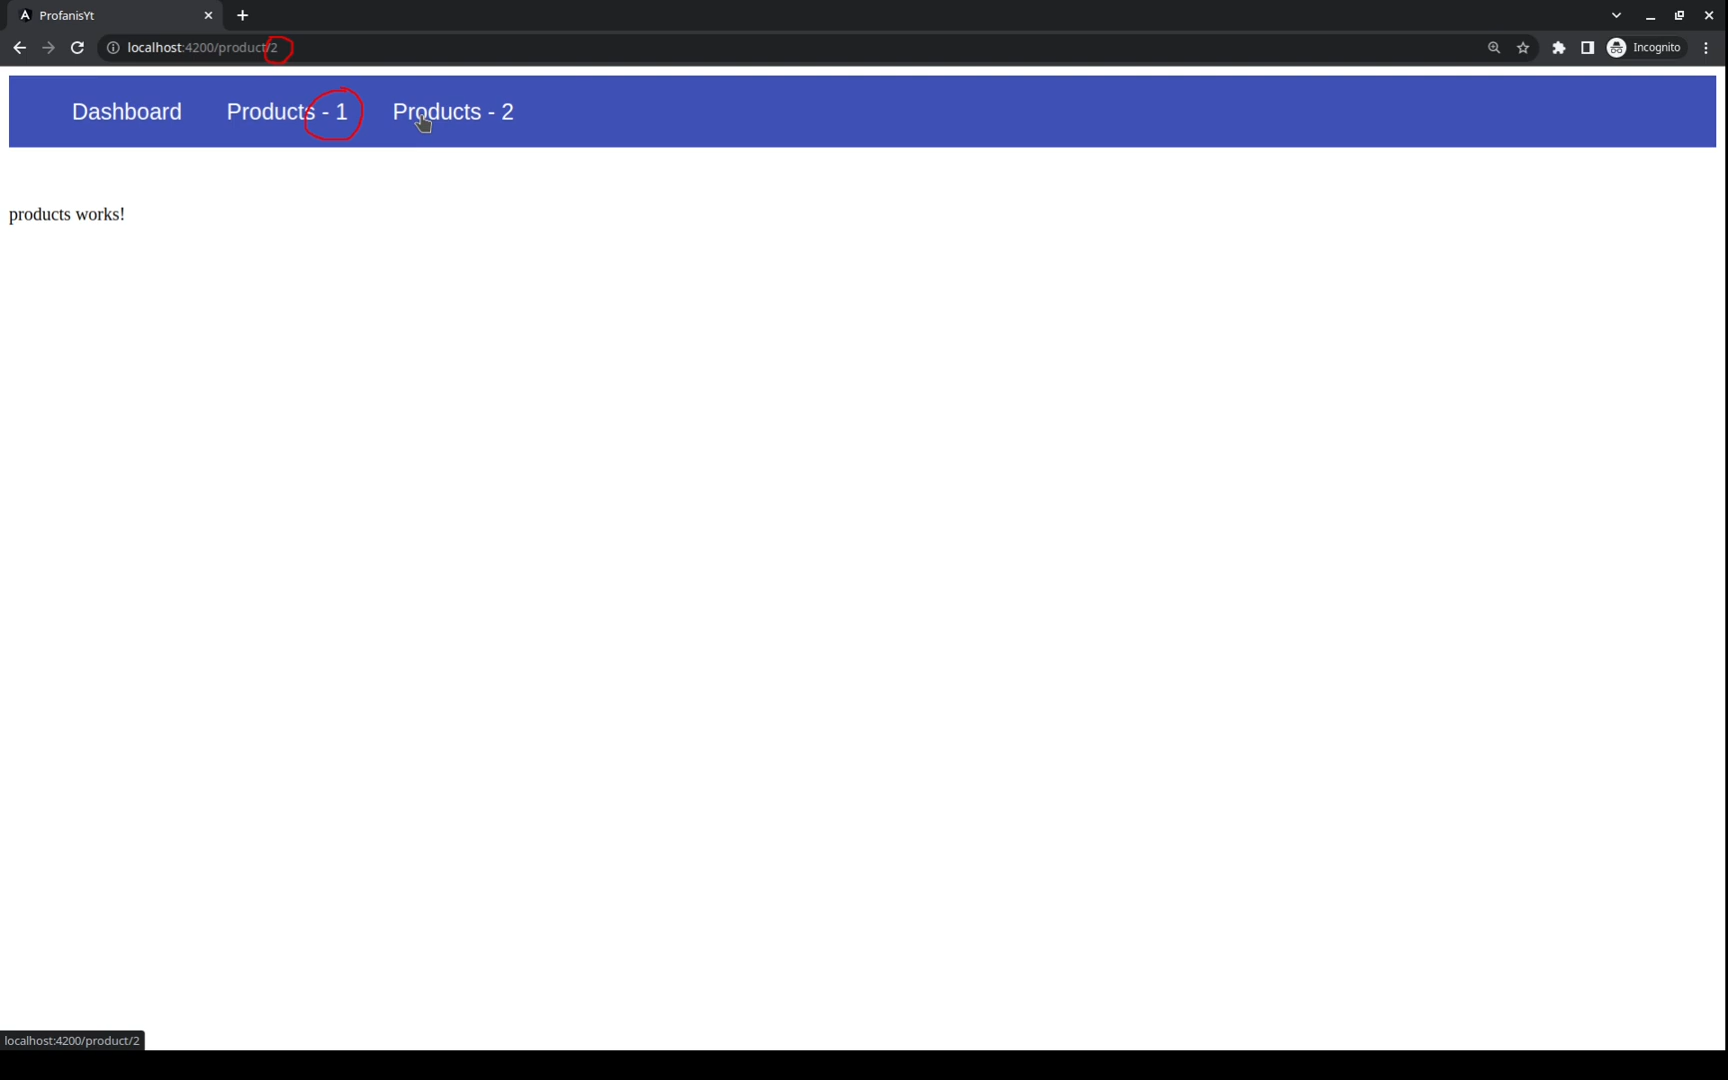 ProfanisYt
localhost:4200/product/2
Incognito
Dashboard Products - 1 Products - 2
products works!
localhost:4200/product/2